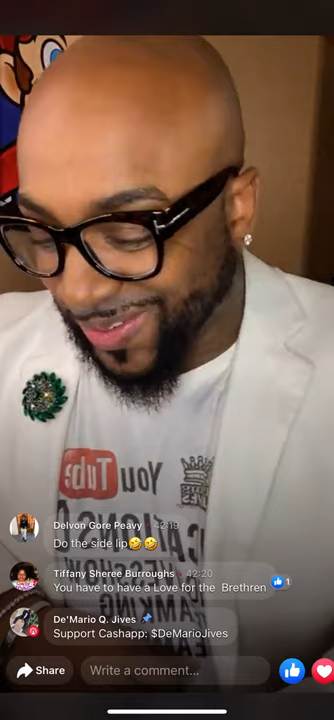 You Tube
JIVES
Delvon Gore Peavy • 42:19
Do the side lip🤣🤣
Tiffany Sheree Burroughs • 42:20
You have to have a Love for the Brethren
1
De'Mario Q. Jives
Support Cashapp: $DeMarioJives
Share
Write a comment...